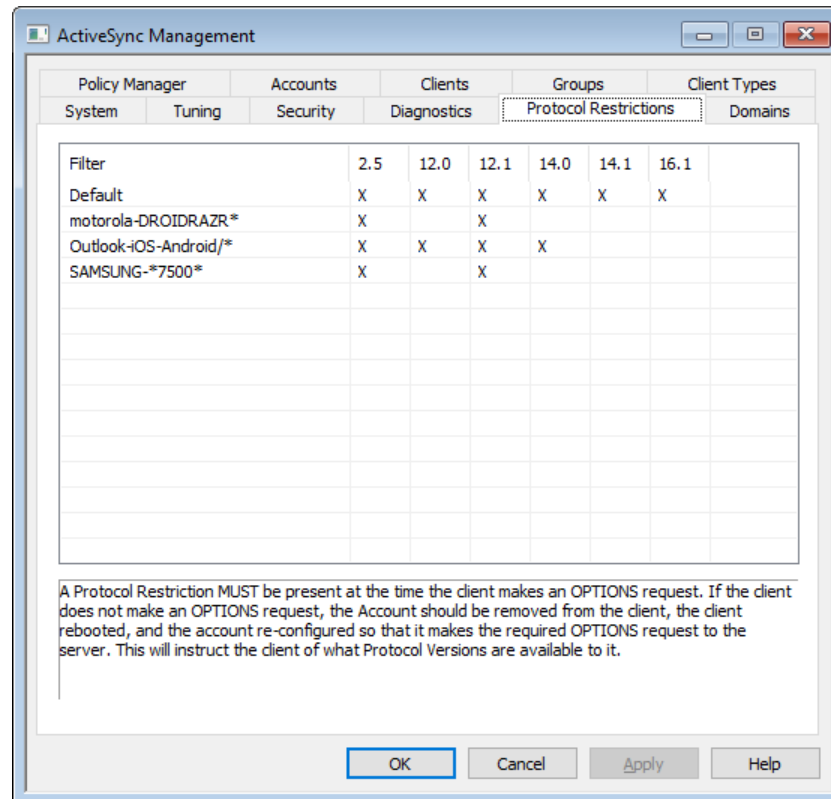 ActiveSync Management
Policy Manager Accounts Clients Groups Client Types
System Tuning Security Diagnostics Protocol Restrictions Domains
Filter 2.5 12.0 12.1 14.0 14.1 16.1
Default X X X X X X
motorola-DROIDRAZR* X X
Outlook-iOS-Android/* X X X X
SAMSUNG-*7500* X X
A Protocol Restriction MUST be present at the time the client makes an OPTIONS request. If the client
does not make an OPTIONS request, the Account should be removed from the client, the client
rebooted, and the account re-configured so that it makes the required OPTIONS request to the
server. This will instruct the client of what Protocol Versions are available to it.
OK Cancel Apply Help